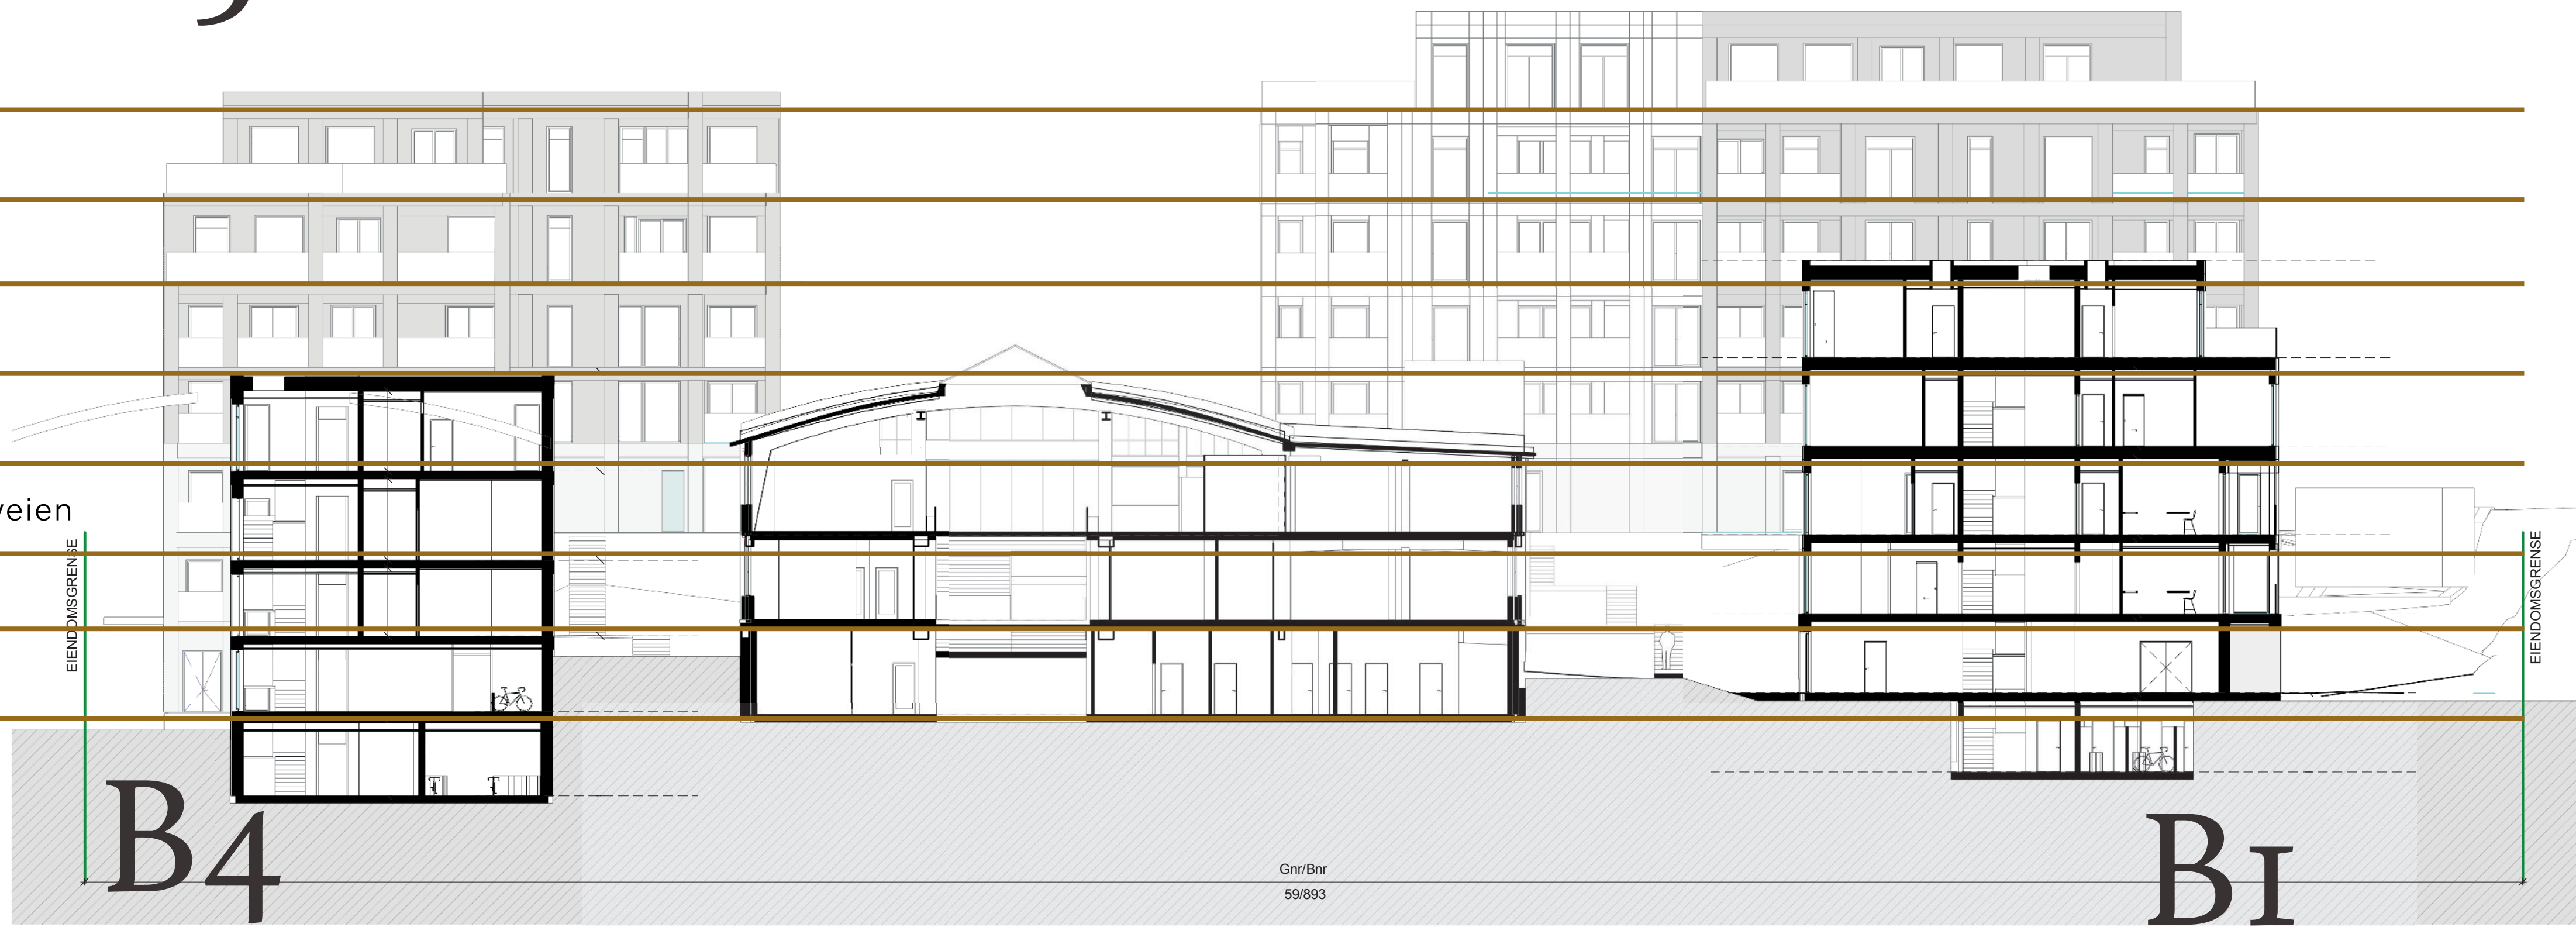 veien
EIENDOMSGRENSE
EIENDOMSGRENSE
B4
B1
Gnr/Bnr
59/893